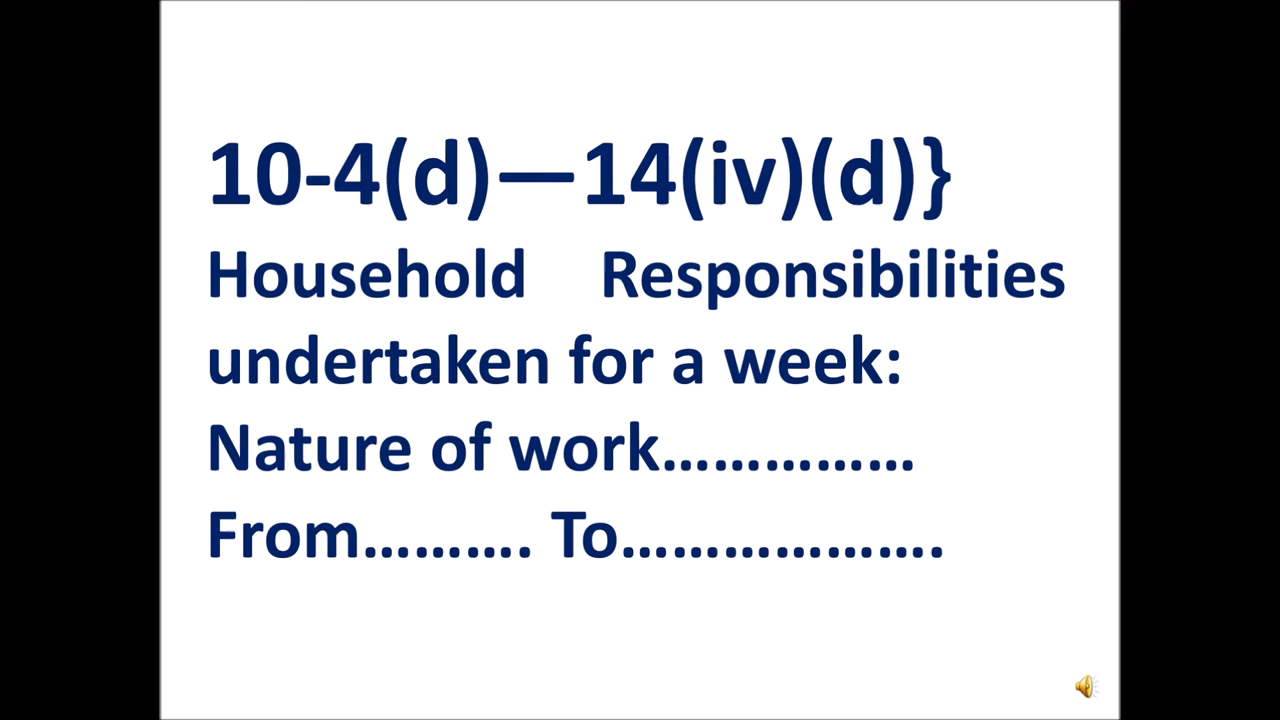 10-4(d)—14(iv)(d)}
Household Responsibilities
undertaken for a week:
Nature of work……………
From………. To………………….